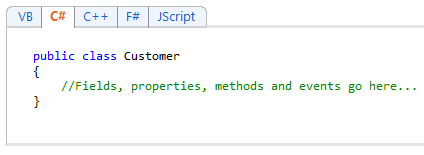 VB C# C++ F# JScript
public class Customer
{
//Fields, properties, methods and events go here...
}